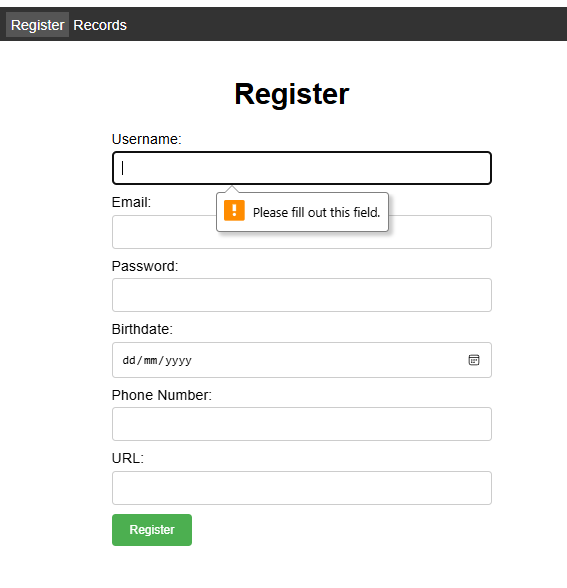 Register Records
Register
Username:
Email:
Please fill out this field.
Password:
Birthdate:
dd/mm/yyyy
Phone Number:
URL:
Register